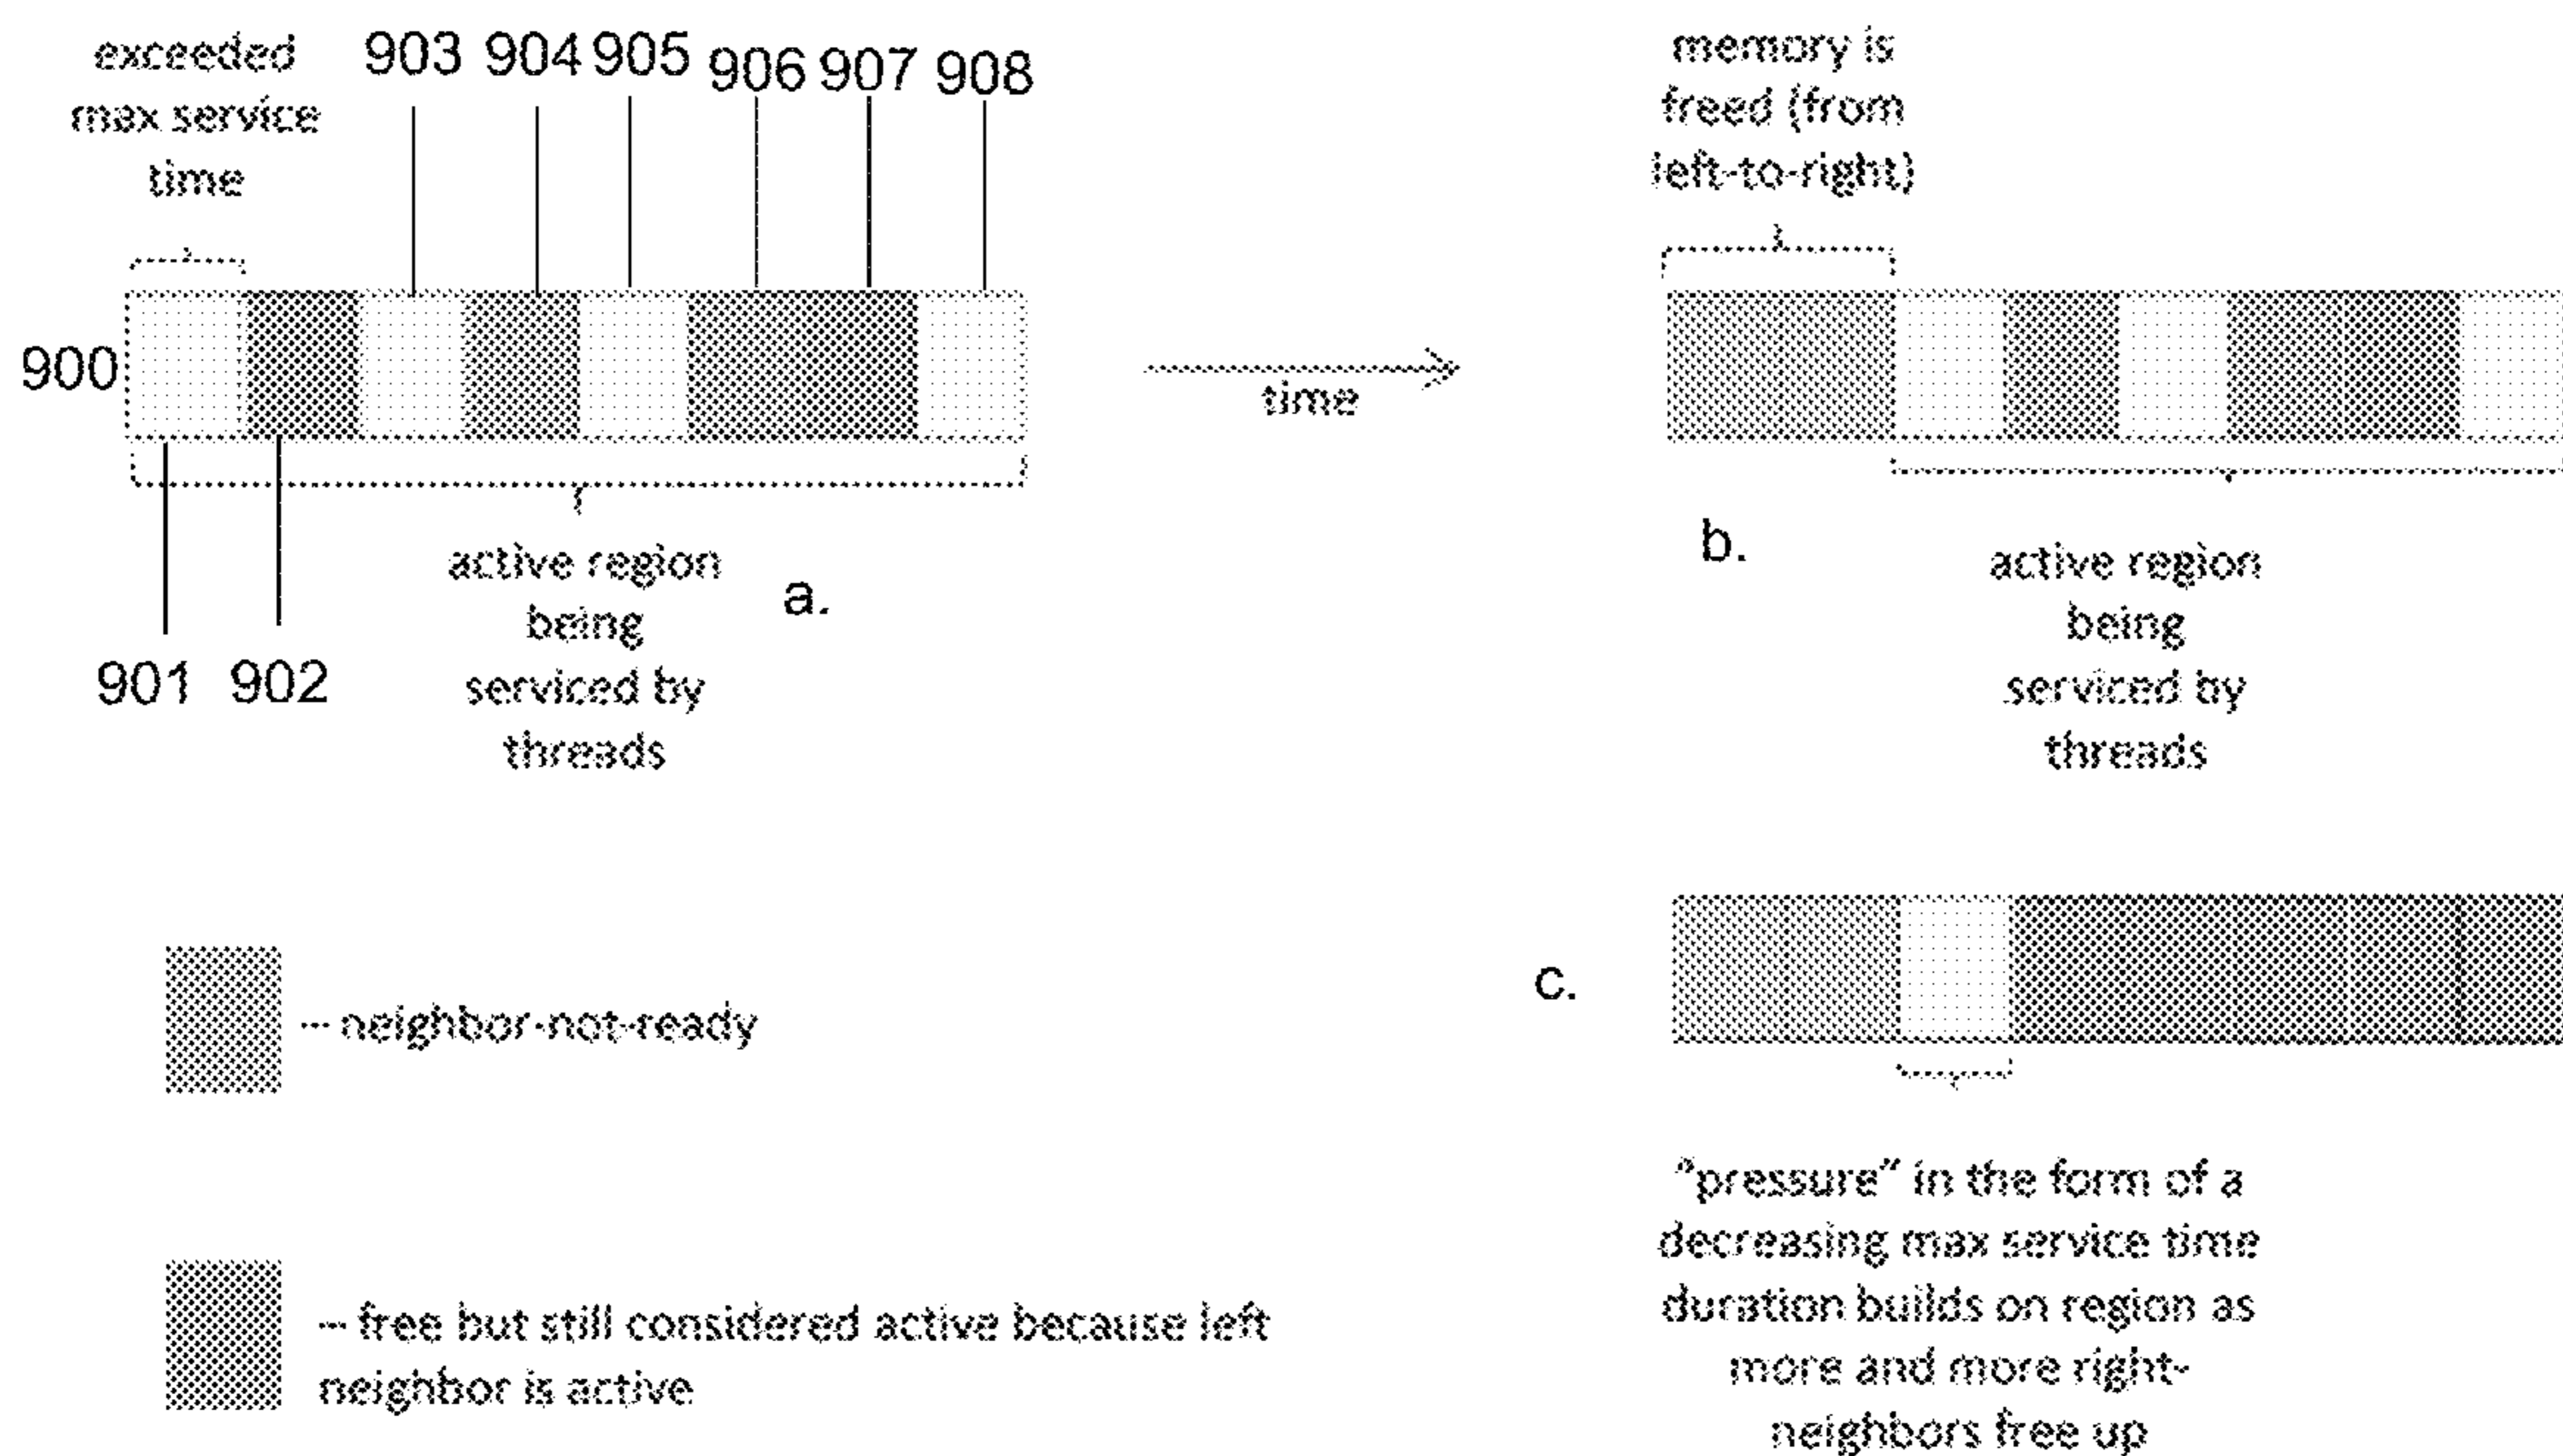 exceeded
max service
time
903 904 905 906 907 908
900
901 902
active region
being
serviced by
threads
a.
time
memory is
freed (from
left-to-right)
b.
active region
being
serviced by
threads
-- neighbor-not-ready
-- free but still considered active because left
neighbor is active
c.
"pressure" in the form of a
decreasing max service time
duration builds on region as
more and more right-
neighbors free up